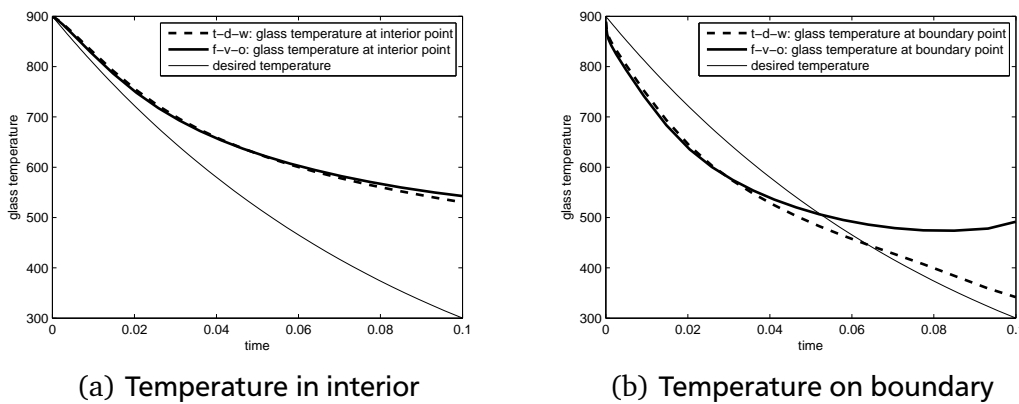 900
800
700
600
500
400
300
glass temperature
0
0.02
0.04
0.06
0.08
0.1
time
t-d-w: glass temperature at interior point
f-v-o: glass temperature at interior point
desired temperature
(a) Temperature in interior
900
800
700
600
500
400
300
glass temperature
0
0.02
0.04
0.06
0.08
time
t-d-w: glass temperature at boundary point
f-v-o: glass temperature at boundary point
desired temperature
(b) Temperature on boundary